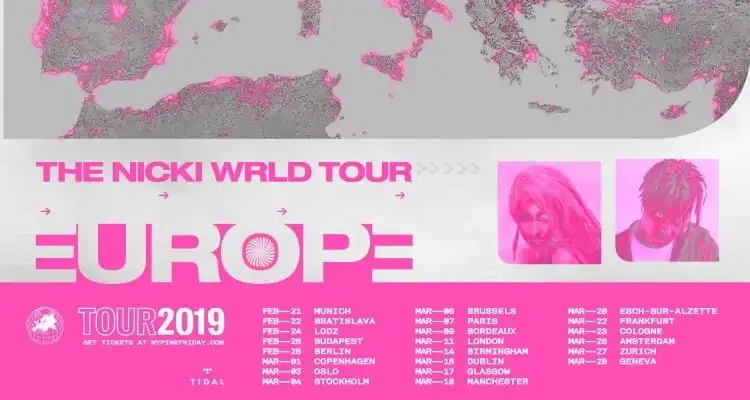 THE NICKI WRLD TOUR >>>>>
→
→
→
→
EUROPE
TOUR2019
GET TICKETS AT MYPINKFRIDAY.COM
TIDAL
FEB—21 MUNICH
FEB—22 BRATISLAVA
FEB—24 LODZ
FEB—25 BUDAPEST
FEB—28 BERLIN
MAR—01 COPENHAGEN
MAR—03 OSLO
MAR—04 STOCKHOLM
MAR—06 BRUSSELS
MAR—07 PARIS
MAR—09 BORDEAUX
MAR—11 LONDON
MAR—14 BIRMINGHAM
MAR—15 DUBLIN
MAR—17 GLASGOW
MAR—18 MANCHESTER
MAR—20 ESCH-SUR-ALZETTE
MAR—22 FRANKFURT
MAR—23 COLOGNE
MAR—25 AMSTERDAM
MAR—27 ZURICH
MAR—28 GENEVA